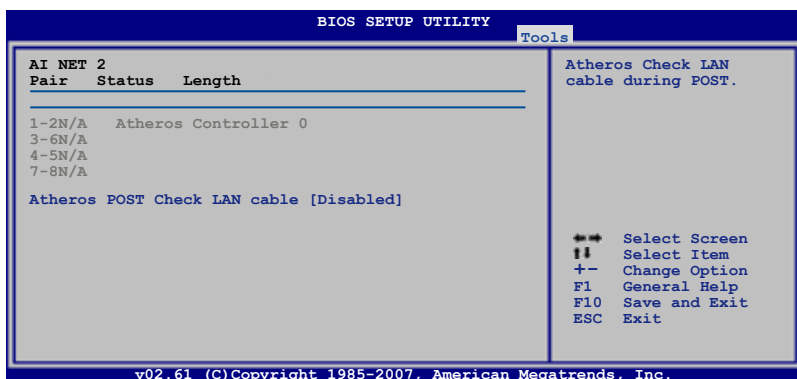 BIOS SETUP UTILITY
Tools
AI NET 2
Pair Status Length
1-2N/A Atheros Controller 0
3-6N/A
4-5N/A
7-8N/A
Atheros POST Check LAN cable [Disabled]
Atheros Check LAN
cable during POST.
←→ Select Screen
↑↓ Select Item
+- Change Option
F1 General Help
F10 Save and Exit
ESC Exit
v02.61 (C)Copyright 1985-2007, American Megatrends, Inc.